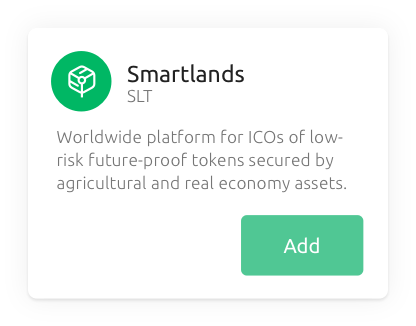 Smartlands
SLT
Worldwide platform for ICOs of low-
risk future-proof tokens secured by
agricultural and real economy assets.
Add